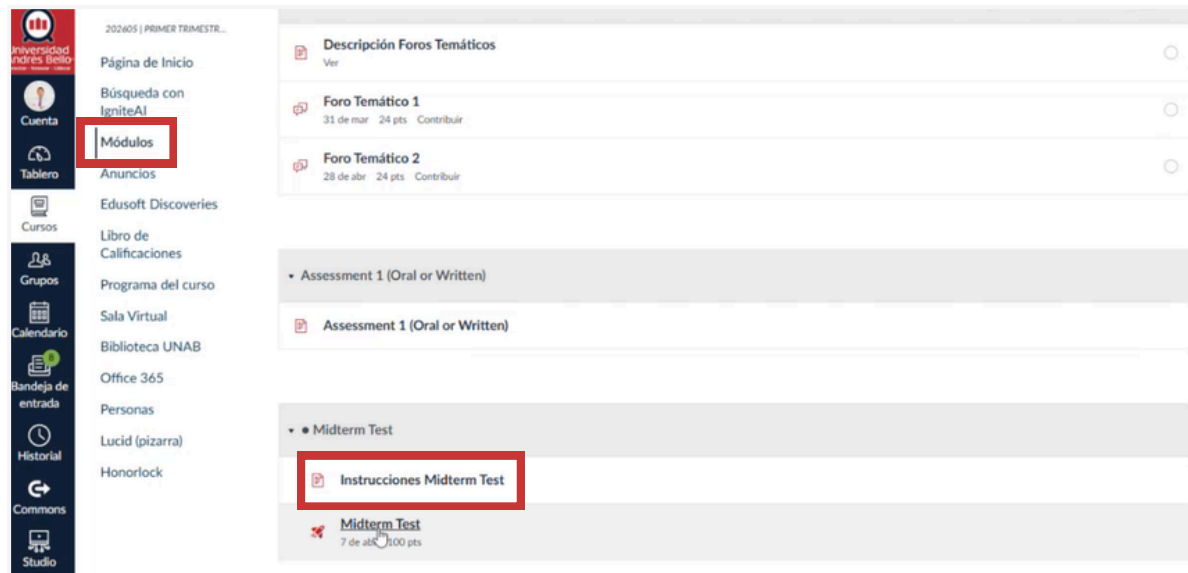 Universidad
Andrés Bello
Cuenta
Tablero
Cursos
Grupos
Calendario
8
Bandeja de
entrada
Historial
Commons
Studio
202605 | PRIMER TRIMESTR...
Página de Inicio
Búsqueda con
IgniteAI
Módulos
Anuncios
Edusoft Discoveries
Libro de
Calificaciones
Programa del curso
Sala Virtual
Biblioteca UNAB
Office 365
Personas
Lucid (pizarra)
Honorlock
Descripción Foros Temáticos
Ver
Foro Temático 1
31 de mar 24 pts Contribuir
Foro Temático 2
28 de abr 24 pts Contribuir
Assessment 1 (Oral or Written)
Assessment 1 (Oral or Written)
Midterm Test
Instrucciones Midterm Test
Midterm Test
7 de 100 pts